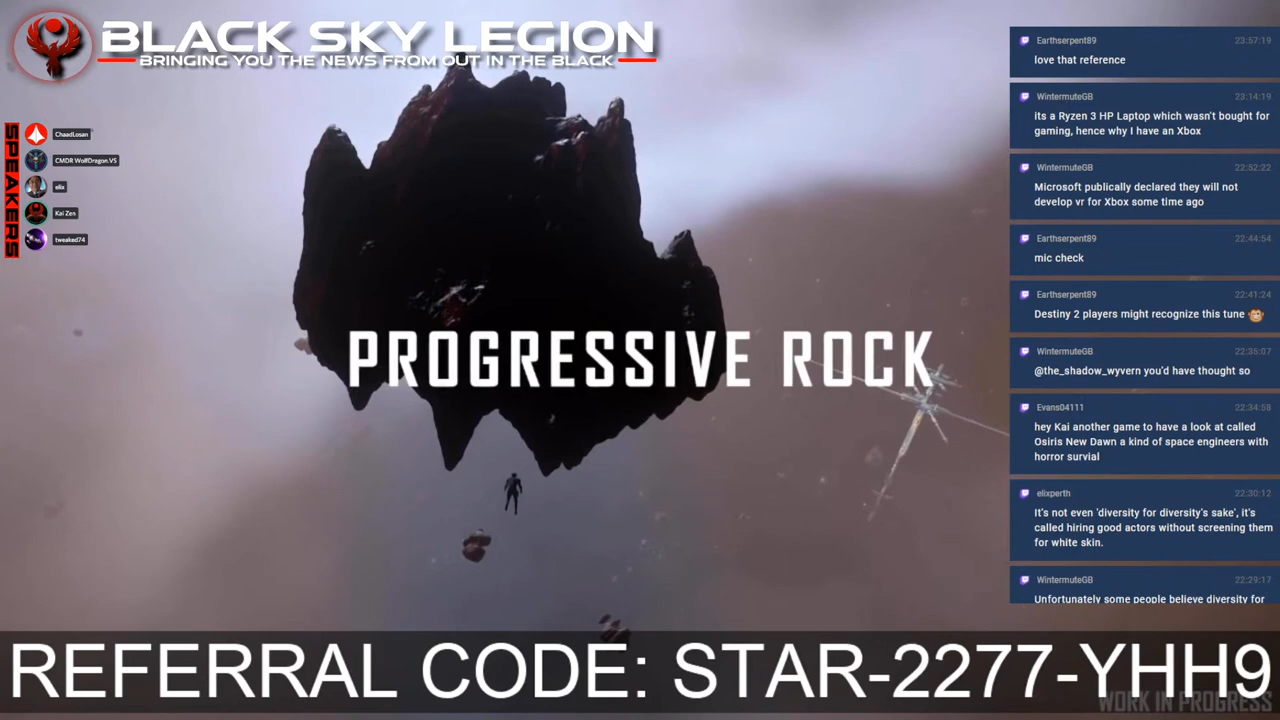 BLACK SKY LEGION
BRINGING YOU THE NEWS FROM OUT IN THE BLACK
SPEAKERS
ChaadLosan
CMDR WolfDragon.VS
elix
Kai Zen
tweaked74
PROGRESSIVE ROCK
Earthserpent89 23:57:19
love that reference
WintermuteGB 23:14:19
its a Ryzen 3 HP Laptop which wasn't bought for
gaming, hence why I have an Xbox
WintermuteGB 22:52:22
Microsoft publically declared they will not
develop vr for Xbox some time ago
Earthserpent89 22:44:54
mic check
Earthserpent89 22:41:24
Destiny 2 players might recognize this tune
WintermuteGB 22:35:07
@the_shadow_wyvern you'd have thought so
Evans04111 22:34:58
hey Kai another game to have a look at called
Osiris New Dawn a kind of space engineers with
horror survial
elixperth 22:30:12
It's not even 'diversity for diversity's sake', it's
called hiring good actors without screening them
for white skin.
WintermuteGB 22:29:17
Unfortunately some people believe diversity for
REFERRAL CODE: STAR-2277-YHH9
WORK IN PROGRESS